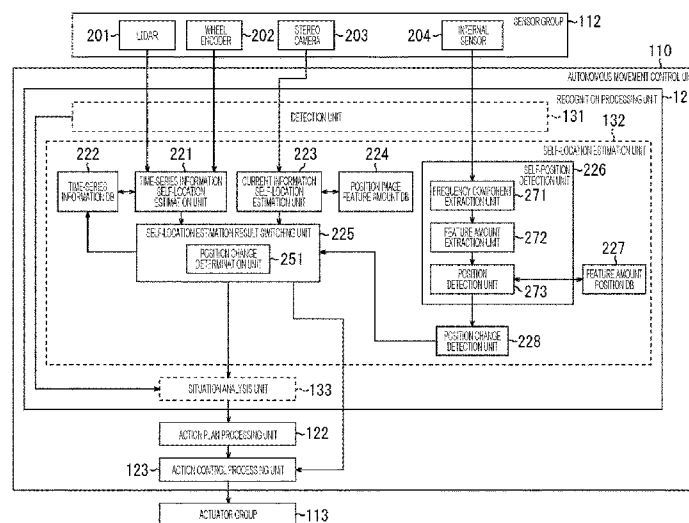 SENSOR GROUP
112
201
LIDAR
WHEEL
ENCODER
202
STEREO
CAMERA
203
204
INTERNAL
SENSOR
110
AUTONOMOUS MOVEMENT CONTROL UN
12
RECOGNITION PROCESSING UNIT
DETECTION UNIT
131
132
SELF-LOCATION ESTIMATION UNIT
222
TIME-SERIES
INFORMATION DB
221
TIME-SERIES INFORMATION
SELF-LOCATION
ESTIMATION UNIT
223
CURRENT INFORMATION
SELF-LOCATION
ESTIMATION UNIT
224
POSITION IMAGE
FEATURE AMOUNT DB
SELF-POSITION
DETECTION UNIT
226
FREQUENCY COMPONENT
EXTRACTION UNIT
271
FEATURE AMOUNT
EXTRACTION UNIT
272
POSITION
DETECTION UNIT
273
227
FEATURE AMOUNT
POSITION DB
225
SELF-LOCATION ESTIMATION RESULT SWITCHING UNIT
POSITION CHANGE
DETERMINATION UNIT
251
POSITION CHANGE
DETECTION UNIT
228
SITUATION ANALYSIS UNIT
133
ACTION PLAN PROCESSING UNIT
122
123
ACTION CONTROL PROCESSING UNIT
ACTUATOR GROUP
113